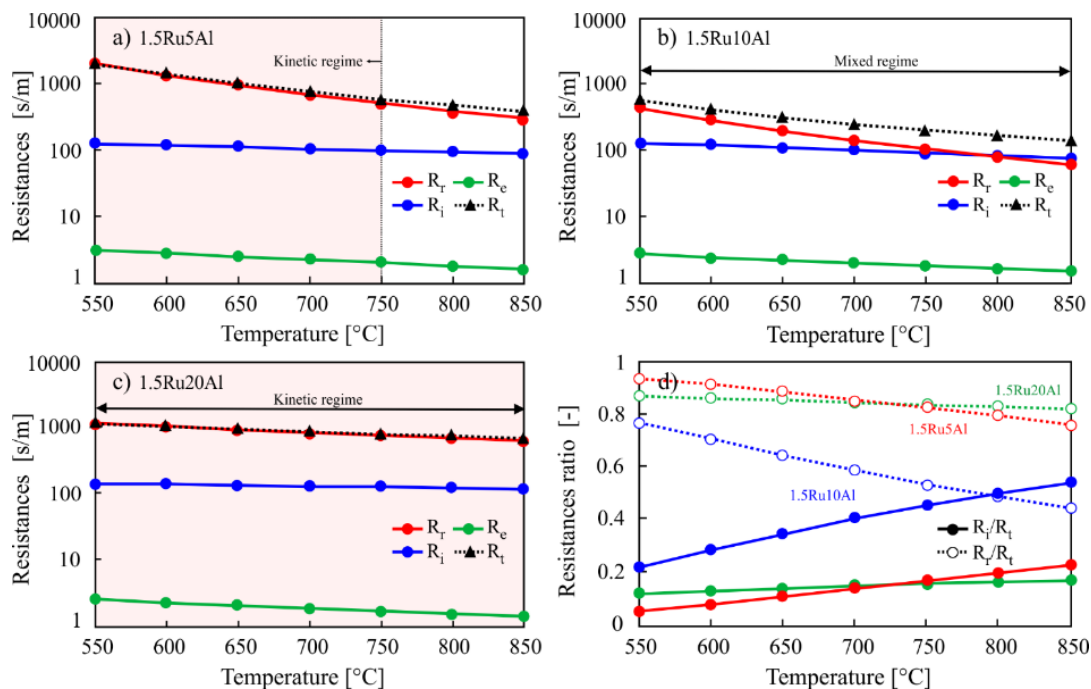 a) 1.5Ru5Al
Kinetic regime
Resistances [s/m]
10000
1000
100
10
1
R_r R_e
R_i R_t
550 600 650 700 750 800 850
Temperature [°C]
b) 1.5Ru10Al
Mixed regime
Resistances [s/m]
10000
1000
100
10
1
R_r R_e
R_i R_t
550 600 650 700 750 800 850
Temperature [°C]
c) 1.5Ru20Al
Kinetic regime
Resistances [s/m]
10000
1000
100
10
1
R_r R_e
R_i R_t
550 600 650 700 750 800 850
Temperature [°C]
d)
1.5Ru20Al
1.5Ru5Al
1.5Ru10Al
Resistances ratio [-]
1
0.8
0.6
0.4
0.2
0
R_i/R_t
R_r/R_t
550 600 650 700 750 800 850
Temperature [°C]